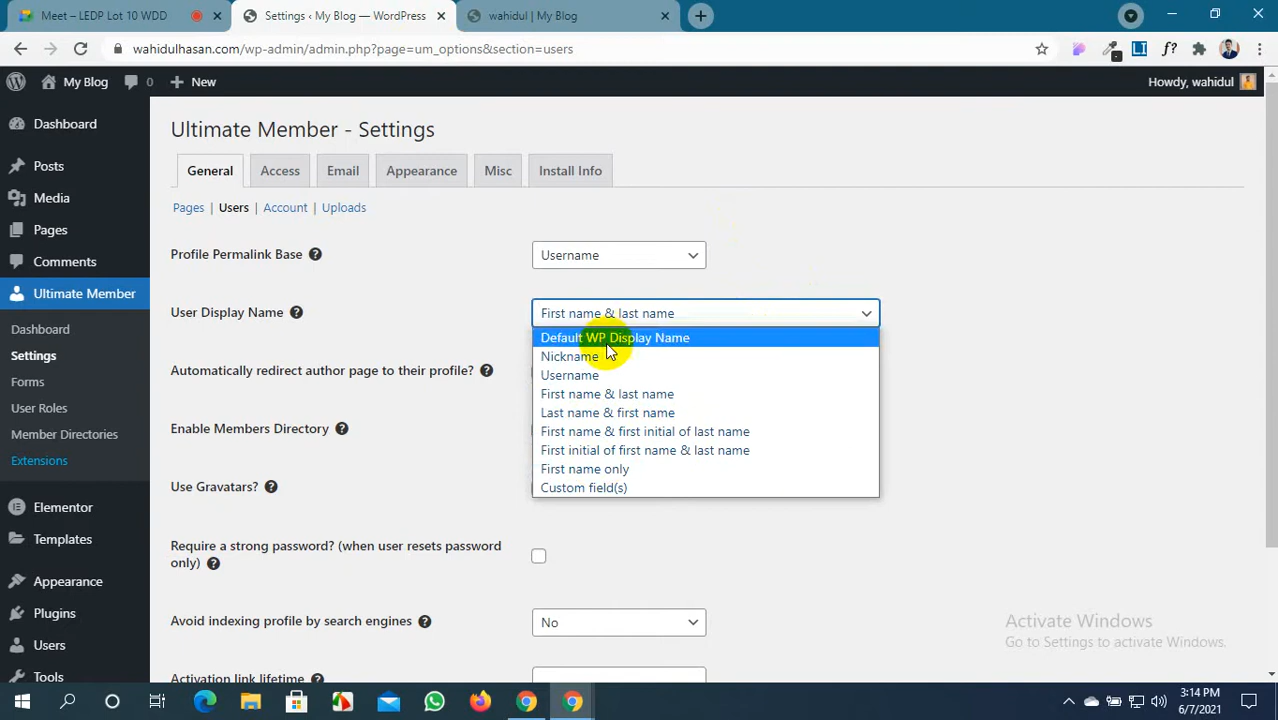 Meet – LEDP Lot 10 WDD
Settings ‹ My Blog — WordPress
wahidul | My Blog
wahidulhasan.com/wp-admin/admin.php?page=um_options&section=users
My Blog
0
New
Howdy, wahidul
Dashboard
Posts
Media
Pages
Comments
Ultimate Member
Dashboard
Settings
Forms
User Roles
Member Directories
Extensions
Elementor
Templates
Appearance
Plugins
Users
Tools
Ultimate Member - Settings
General
Access
Email
Appearance
Misc
Install Info
Pages | Users | Account | Uploads
Profile Permalink Base
Username
User Display Name
First name & last name
Default WP Display Name
Nickname
Username
First name & last name
Last name & first name
First name & first initial of last name
First initial of first name & last name
First name only
Custom field(s)
Automatically redirect author page to their profile?
Enable Members Directory
Use Gravatars?
Require a strong password? (when user resets password
only)
Avoid indexing profile by search engines
No
Activation link lifetime
Activate Windows
Go to Settings to activate Windows.
3:14 PM
6/7/2021